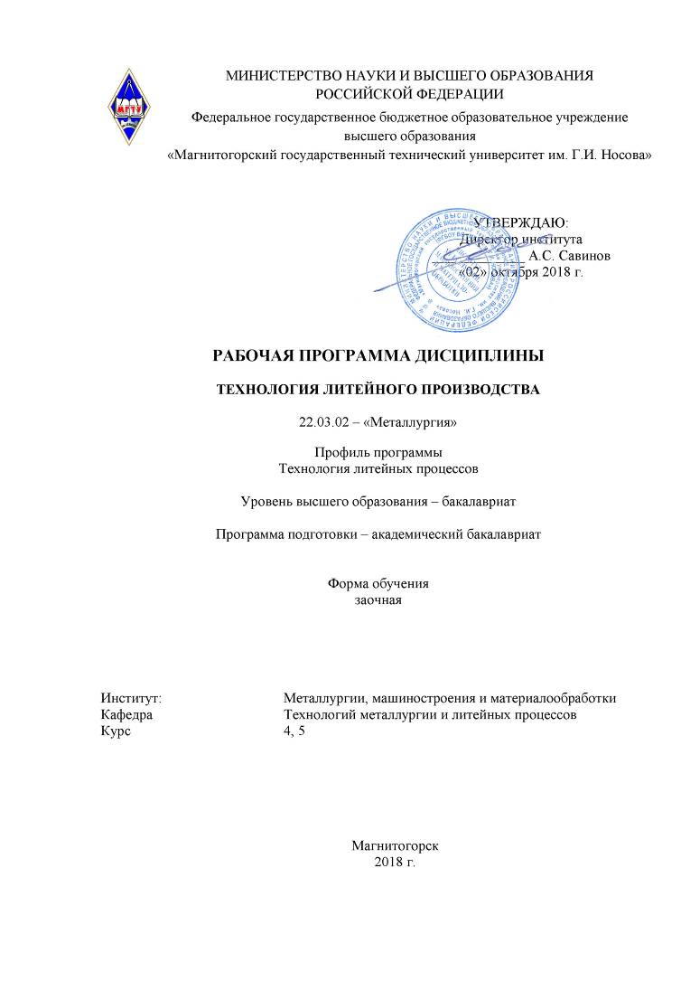 МГТУ
МИНИСТЕРСТВО НАУКИ И ВЫСШЕГО ОБРАЗОВАНИЯ
РОССИЙСКОЙ ФЕДЕРАЦИИ
Федеральное государственное бюджетное образовательное учреждение
высшего образования
«Магнитогорский государственный технический университет им. Г.И. Носова»
УТВЕРЖДАЮ:
Директор института
А.С. Савинов
«02» октября 2018 г.
РАБОЧАЯ ПРОГРАММА ДИСЦИПЛИНЫ
ТЕХНОЛОГИЯ ЛИТЕЙНОГО ПРОИЗВОДСТВА
22.03.02 – «Металлургия»
Профиль программы
Технология литейных процессов
Уровень высшего образования – бакалавриат
Программа подготовки – академический бакалавриат
Форма обучения
заочная
Институт: Металлургии, машиностроения и материалообработки
Кафедра Технологий металлургии и литейных процессов
Курс 4, 5
Магнитогорск
2018 г.